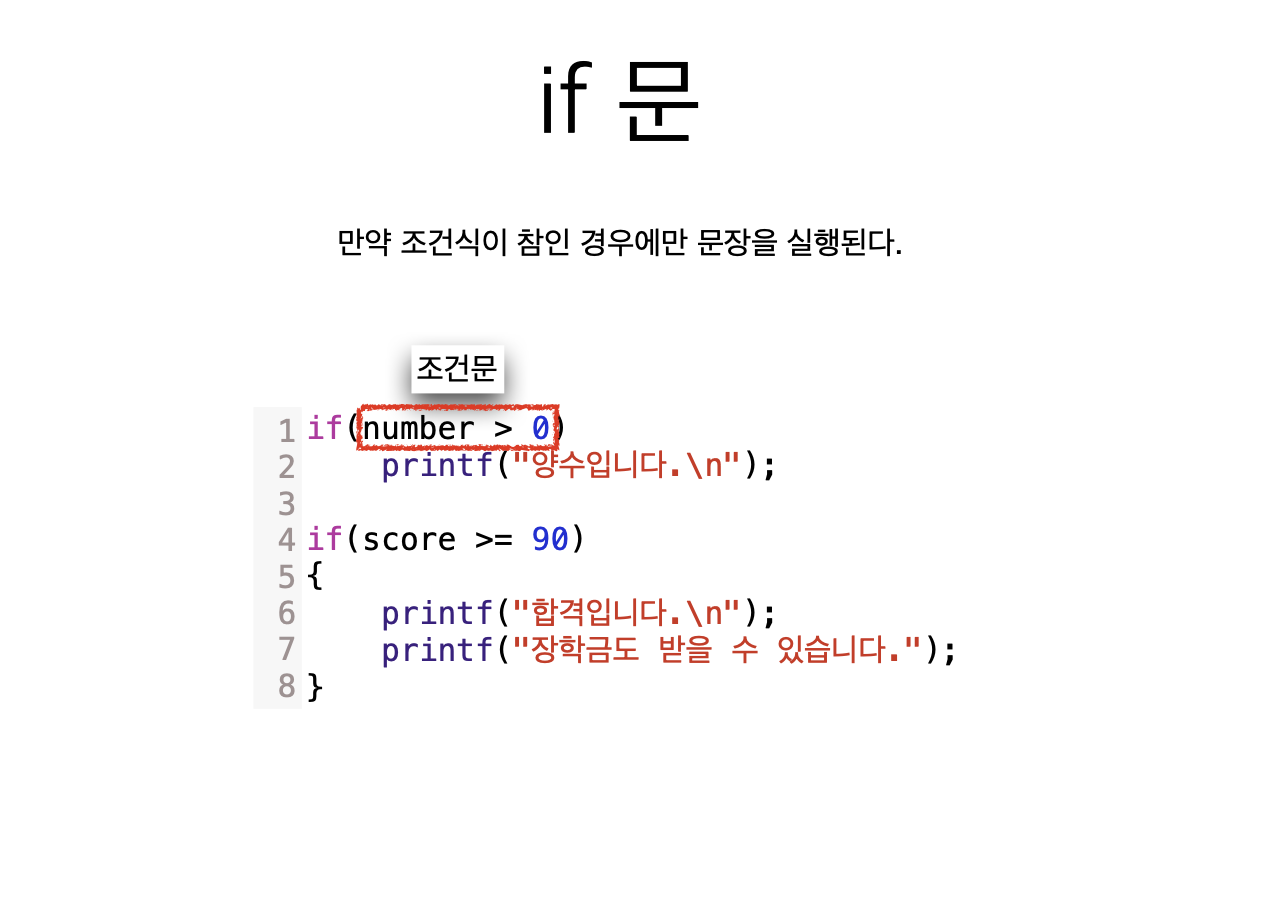 if 문
만약 조건식이 참인 경우에만 문장을 실행된다.
조건문
1 if(number > 0)
2     printf("양수입니다.\n");
3
4 if(score >= 90)
5 {
6     printf("합격입니다.\n");
7     printf("장학금도 받을 수 있습니다.");
8 }